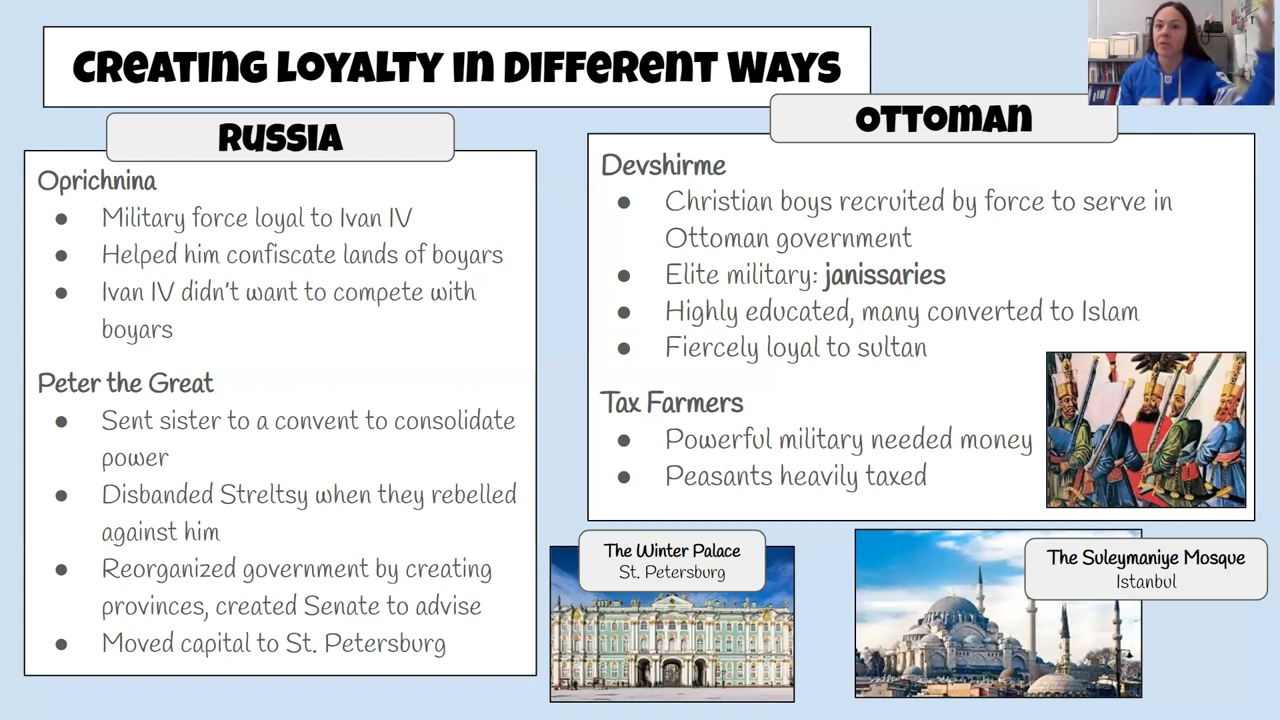 CREATING LOYALTY IN DIFFERENT WAYS
RUSSIA
Oprichnina
● Military force loyal to Ivan IV
● Helped him confiscate lands of boyars
● Ivan IV didn't want to compete with
boyars
Peter the Great
● Sent sister to a convent to consolidate
power
● Disbanded Streltsy when they rebelled
against him
● Reorganized government by creating
provinces, created Senate to advise
● Moved capital to St. Petersburg
OTTOMAN
Devshirme
● Christian boys recruited by force to serve in
Ottoman government
● Elite military: janissaries
● Highly educated, many converted to Islam
● Fiercely loyal to sultan
Tax Farmers
● Powerful military needed money
● Peasants heavily taxed
The Winter Palace
St. Petersburg
The Suleymaniye Mosque
Istanbul